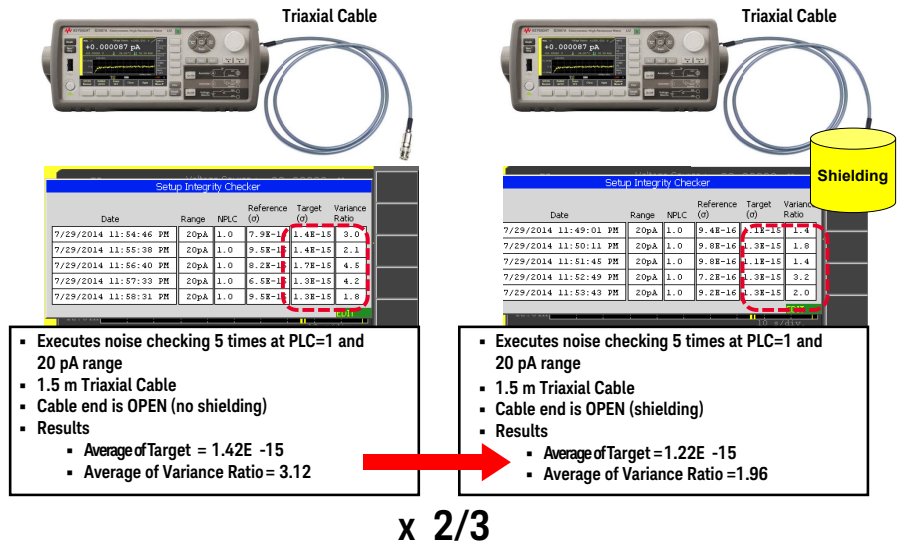 Triaxial Cable
+0.000087 pA
Setup Integrity Checker
Date Range NPLC Reference (σ) Target (σ) Variance Ratio
7/29/2014 11:54:46 PM 20pA 1.0 7.9E-1 1.4E-15 3.0
7/29/2014 11:55:38 PM 20pA 1.0 9.5E-1 1.4E-15 2.1
7/29/2014 11:56:40 PM 20pA 1.0 8.2E-1 1.7E-15 4.5
7/29/2014 11:57:33 PM 20pA 1.0 6.5E-1 1.3E-15 4.2
7/29/2014 11:58:31 PM 20pA 1.0 9.5E-1 1.3E-15 1.8
EDIT
▪ Executes noise checking 5 times at PLC=1 and
20 pA range
▪ 1.5 m Triaxial Cable
▪ Cable end is OPEN (no shielding)
▪ Results
▪ Average of Target = 1.42E -15
▪ Average of Variance Ratio = 3.12
Triaxial Cable
+0.000087 pA
Shielding
Setup Integrity Checker
Date Range NPLC Reference (σ) Target (σ) Variance Ratio
7/29/2014 11:49:01 PM 20pA 1.0 9.4E-16 1.1E-15 1.4
7/29/2014 11:50:11 PM 20pA 1.0 9.8E-16 1.3E-15 1.8
7/29/2014 11:51:45 PM 20pA 1.0 9.8E-16 1.1E-15 1.4
7/29/2014 11:52:49 PM 20pA 1.0 7.2E-16 1.3E-15 3.2
7/29/2014 11:53:43 PM 20pA 1.0 9.2E-16 1.3E-15 2.0
10 s/div.
▪ Executes noise checking 5 times at PLC=1 and
20 pA range
▪ 1.5 m Triaxial Cable
▪ Cable end is OPEN (shielding)
▪ Results
▪ Average of Target =1.22E -15
▪ Average of Variance Ratio =1.96
x 2/3